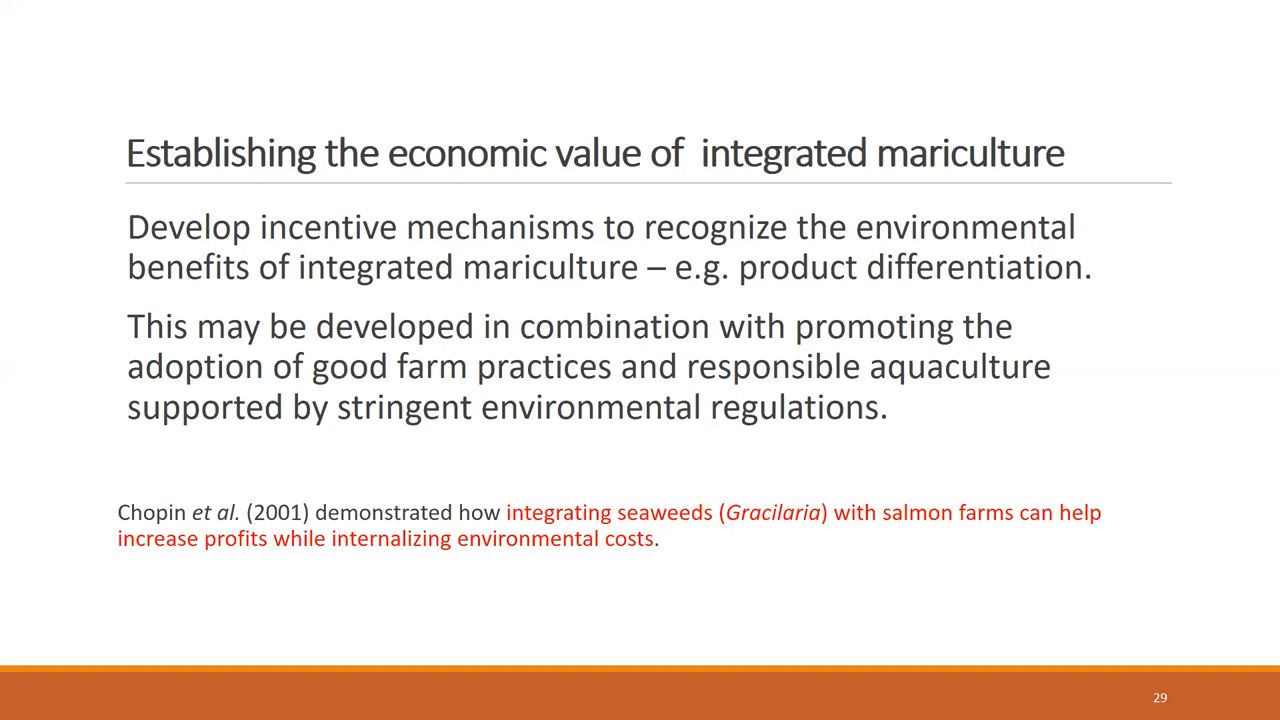 Establishing the economic value of  integrated mariculture
Develop incentive mechanisms to recognize the environmental
benefits of integrated mariculture – e.g. product differentiation.
This may be developed in combination with promoting the
adoption of good farm practices and responsible aquaculture
supported by stringent environmental regulations.
Chopin et al. (2001) demonstrated how integrating seaweeds (Gracilaria) with salmon farms can help
increase profits while internalizing environmental costs.
29